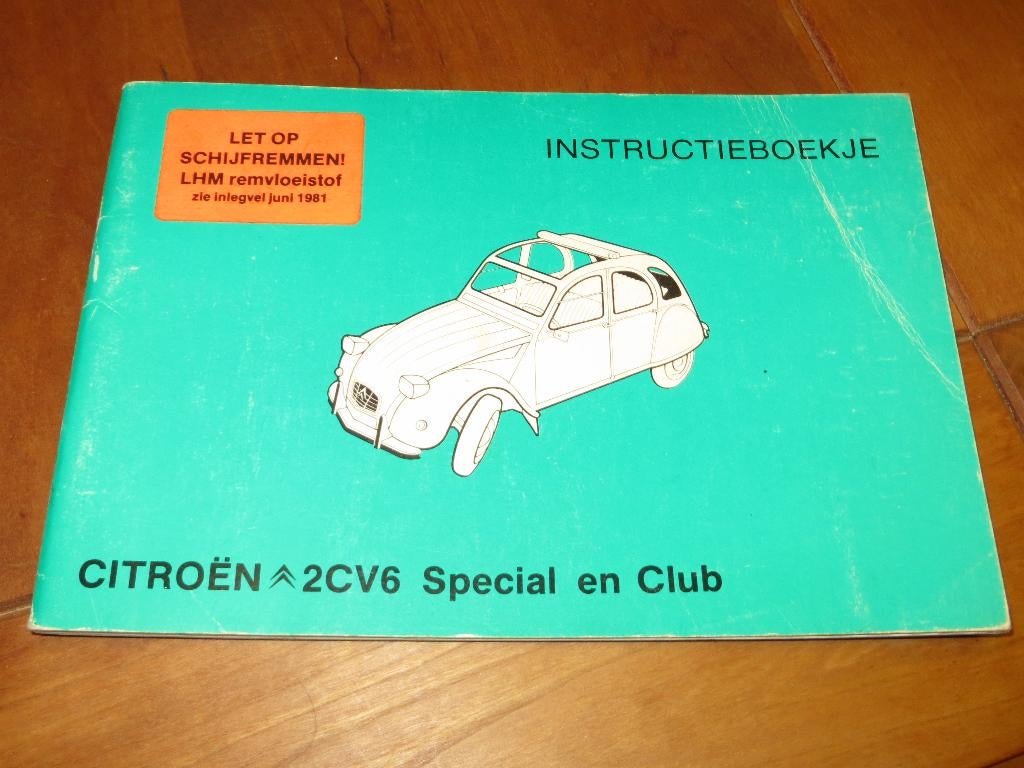 LET OP
SCHIJFREMMEN!
LHM remvloeistof
zie inlegvel juni 1981
INSTRUCTIEBOEKJE
CITROËN 2CV6 Special en Club